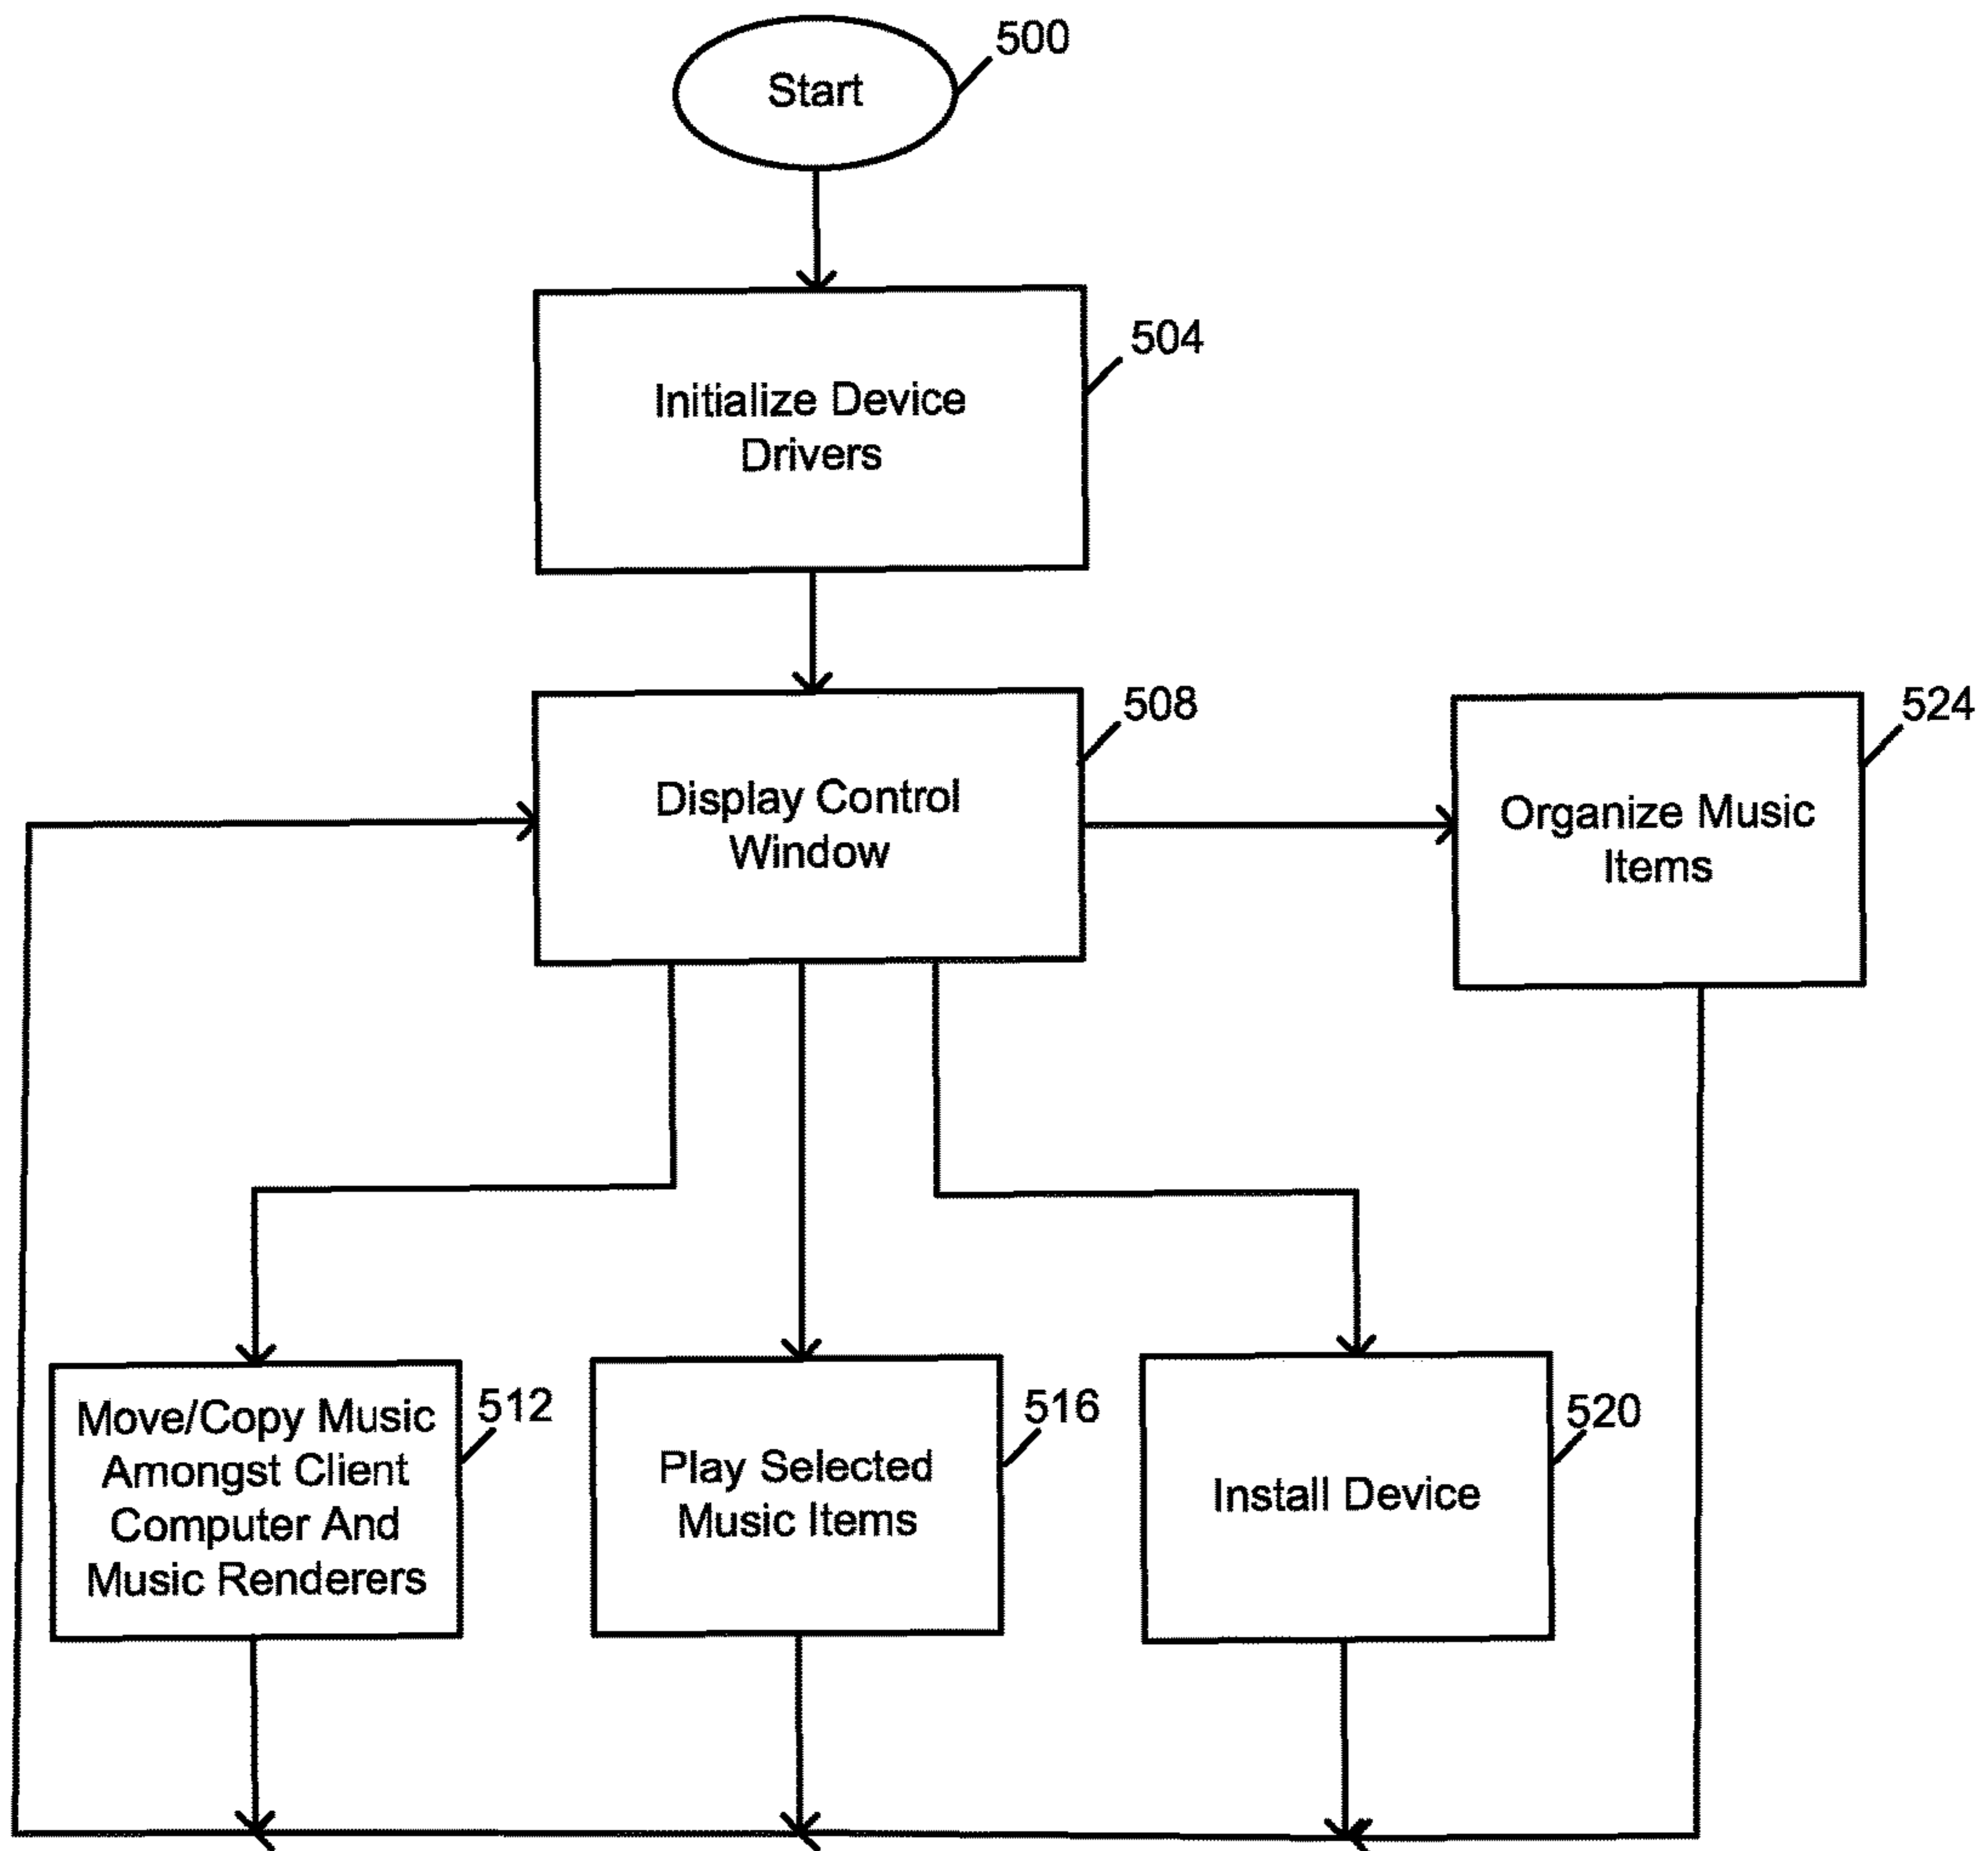 Start
500
Initialize Device
Drivers
504
Display Control
Window
508
Organize Music
Items
524
Move/Copy Music
Amongst Client
Computer And
Music Renderers
512
Play Selected
Music Items
516
Install Device
520